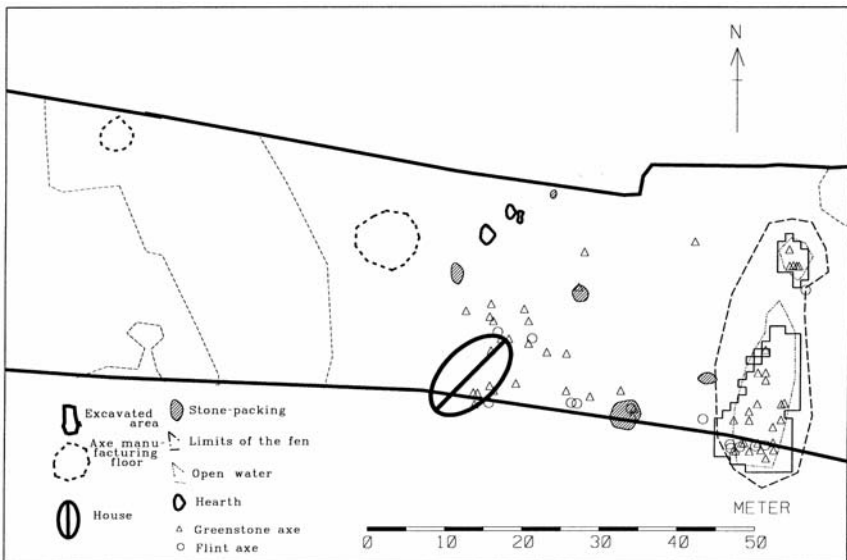 N
Excavated
area
Axe manu-
facturing
floor
House
Stone-packing
Limits of the fen
Open water
Hearth
Greenstone axe
Flint axe
METER
0 10 20 30 40 50